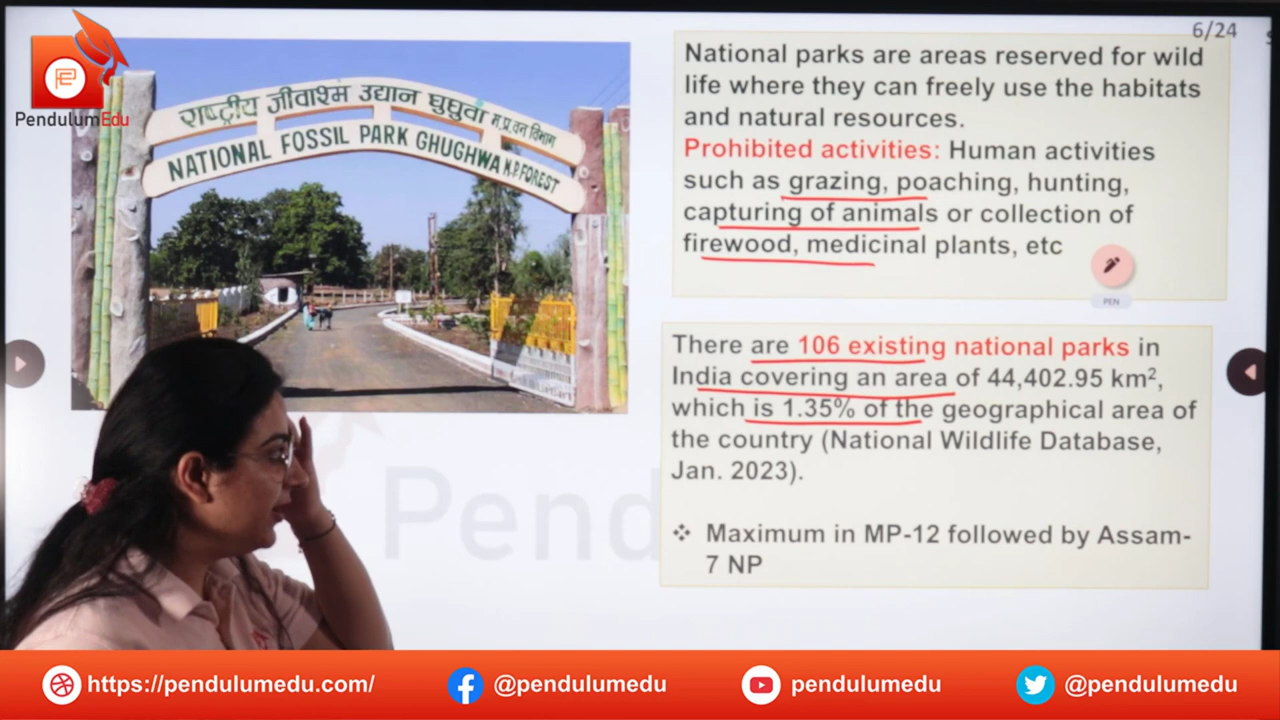 6/24
PendulumEdu
राष्ट्रीय जीवाश्म उद्यान घुघुवां म.प्र.वन विभाग
NATIONAL FOSSIL PARK GHUGHWA M.P.FOREST
National parks are areas reserved for wild
life where they can freely use the habitats
and natural resources.
Prohibited activities: Human activities
such as grazing, poaching, hunting,
capturing of animals or collection of
firewood, medicinal plants, etc
PEN
There are 106 existing national parks in
India covering an area of 44,402.95 km²,
which is 1.35% of the geographical area of
the country (National Wildlife Database,
Jan. 2023).
❖ Maximum in MP-12 followed by Assam-
7 NP
Pend
https://pendulumedu.com/
@pendulumedu
pendulumedu
@pendulumedu